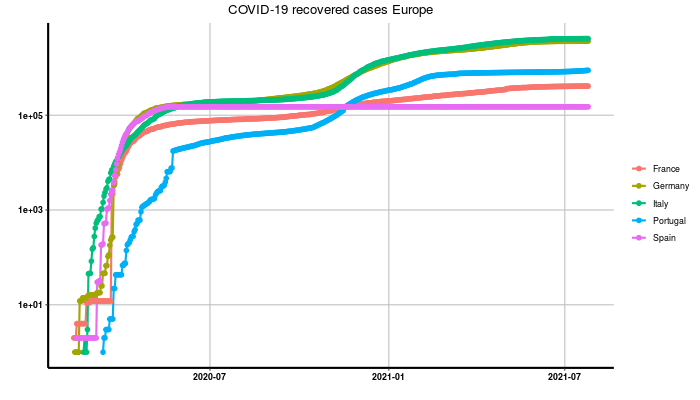 COVID-19 recovered cases Europe
1e+05
1e+03
1e+01
2020-07
2021-01
2021-07
France
Germany
Italy
Portugal
Spain